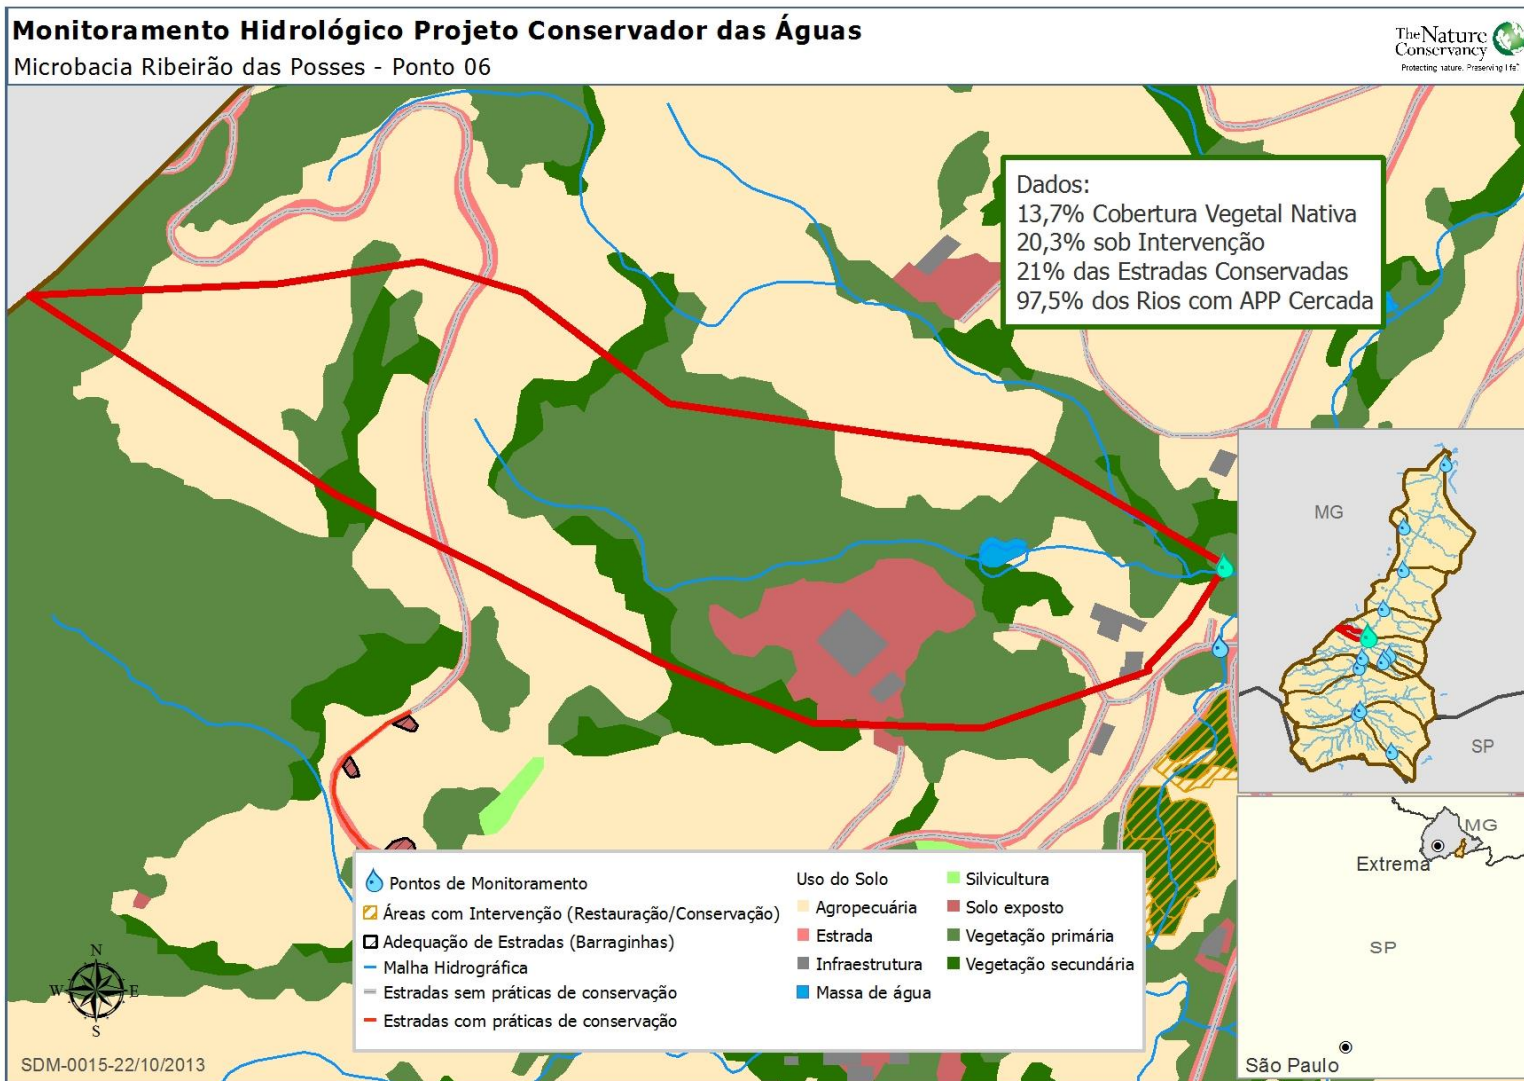 Monitoramento Hidrológico Projeto Conservador das Águas
Microbacia Ribeirão das Posses - Ponto 06
The Nature
Conservancy
Protecting nature. Preserving life.
Dados:
13,7% Cobertura Vegetal Nativa
20,3% sob Intervenção
21% das Estradas Conservadas
97,5% dos Rios com APP Cercada
MG
SP
MG
Extrema
SP
São Paulo
Pontos de Monitoramento
Áreas com Intervenção (Restauração/Conservação)
Adequação de Estradas (Barraginhas)
Malha Hidrográfica
Estradas sem práticas de conservação
Estradas com práticas de conservação
Uso do Solo
Agropecuária
Estrada
Infraestrutura
Massa de água
Silvicultura
Solo exposto
Vegetação primária
Vegetação secundária
N
W
E
S
SDM-0015-22/10/2013